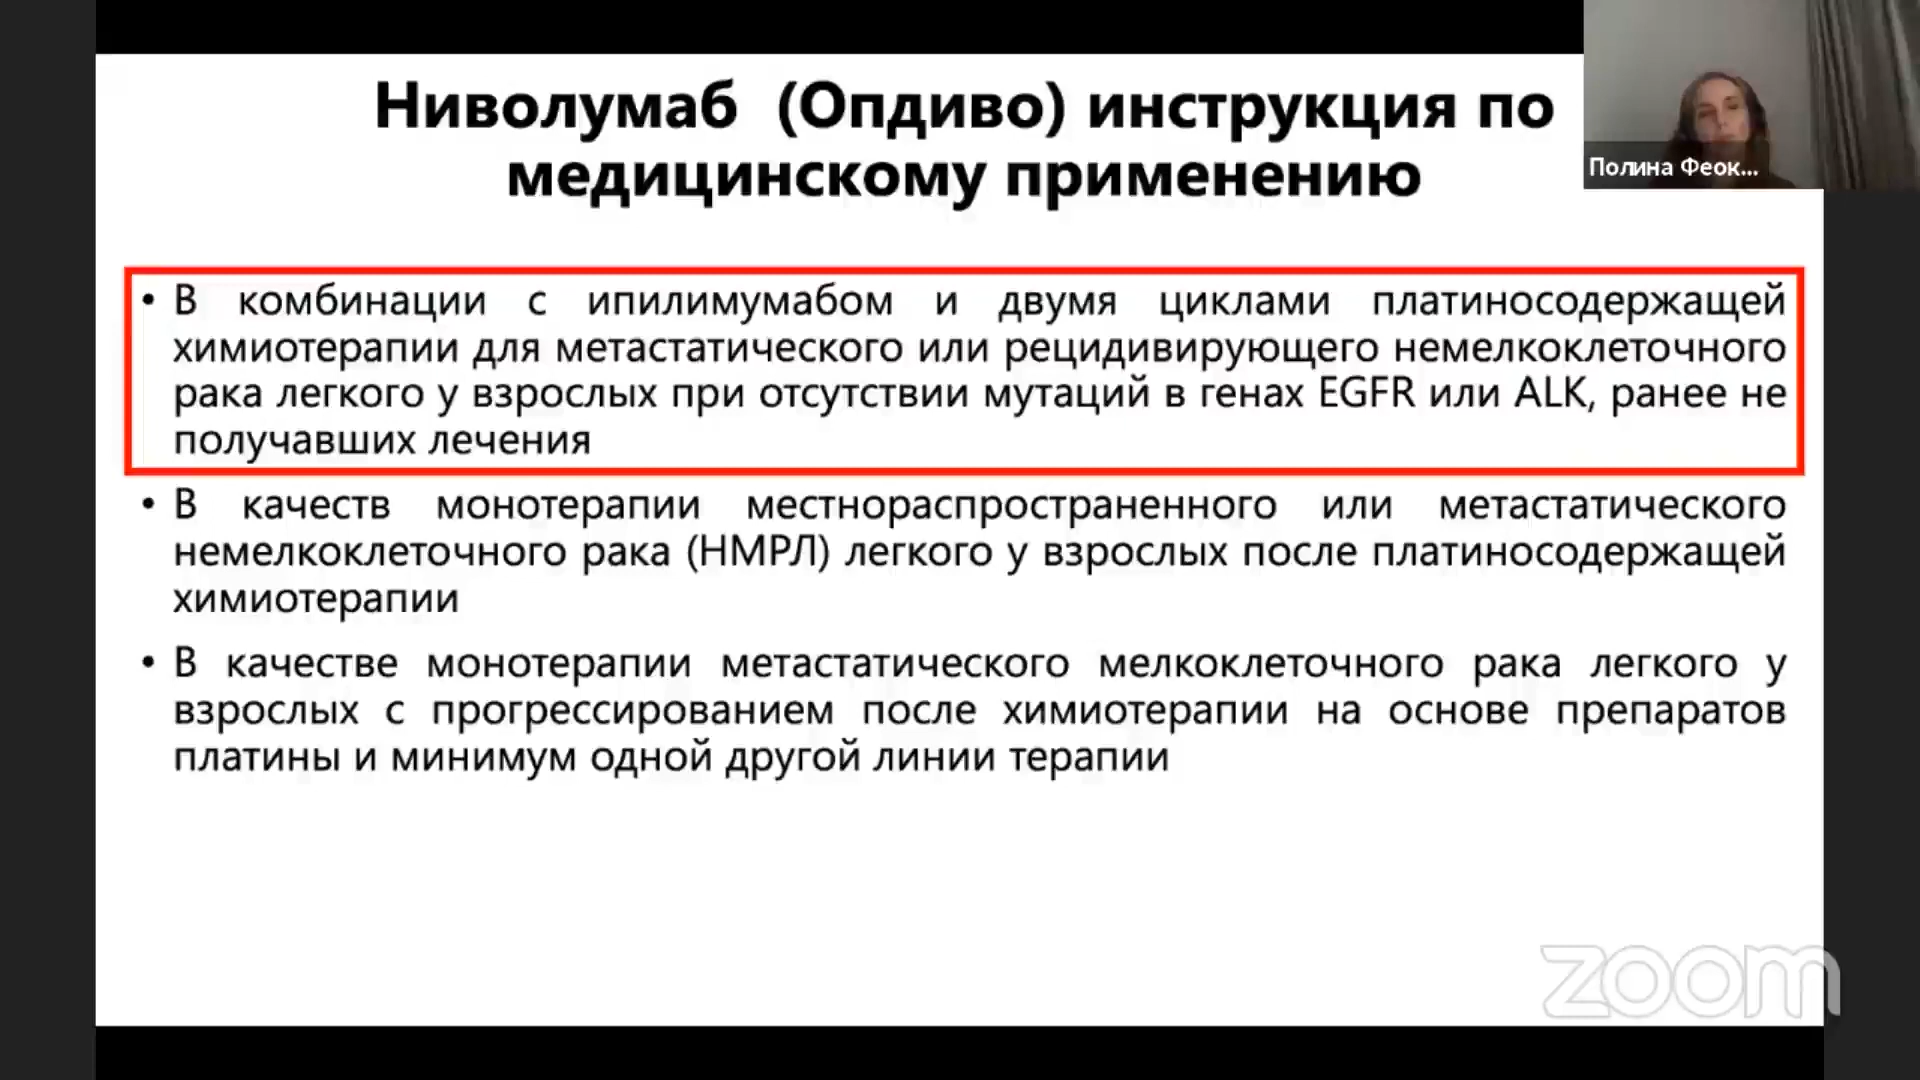 Ниволумаб (Опдиво) инструкция по
медицинскому применению
Полина Феок...
• В комбинации с ипилимумабом и двумя циклами платиносодержащей
химиотерапии для метастатического или рецидивирующего немелкоклеточного
рака легкого у взрослых при отсутствии мутаций в генах EGFR или ALK, ранее не
получавших лечения
• В качеств монотерапии местнораспространенного или метастатического
немелкоклеточного рака (НМРЛ) легкого у взрослых после платиносодержащей
химиотерапии
• В качестве монотерапии метастатического мелкоклеточного рака легкого у
взрослых с прогрессированием после химиотерапии на основе препаратов
платины и минимум одной другой линии терапии
zoom